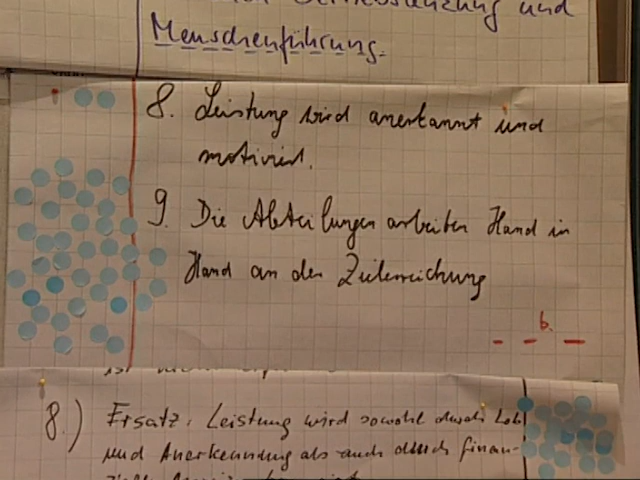 und
Menschenführung.
8. Leistung wird anerkannt und
motiviert.
9. Die Abteilungen arbeiten Hand in
Hand an der Zielerreichung
b.
8.) Ersatz: Leistung wird sowohl durch Lob
und Anerkennung als auch durch finan-